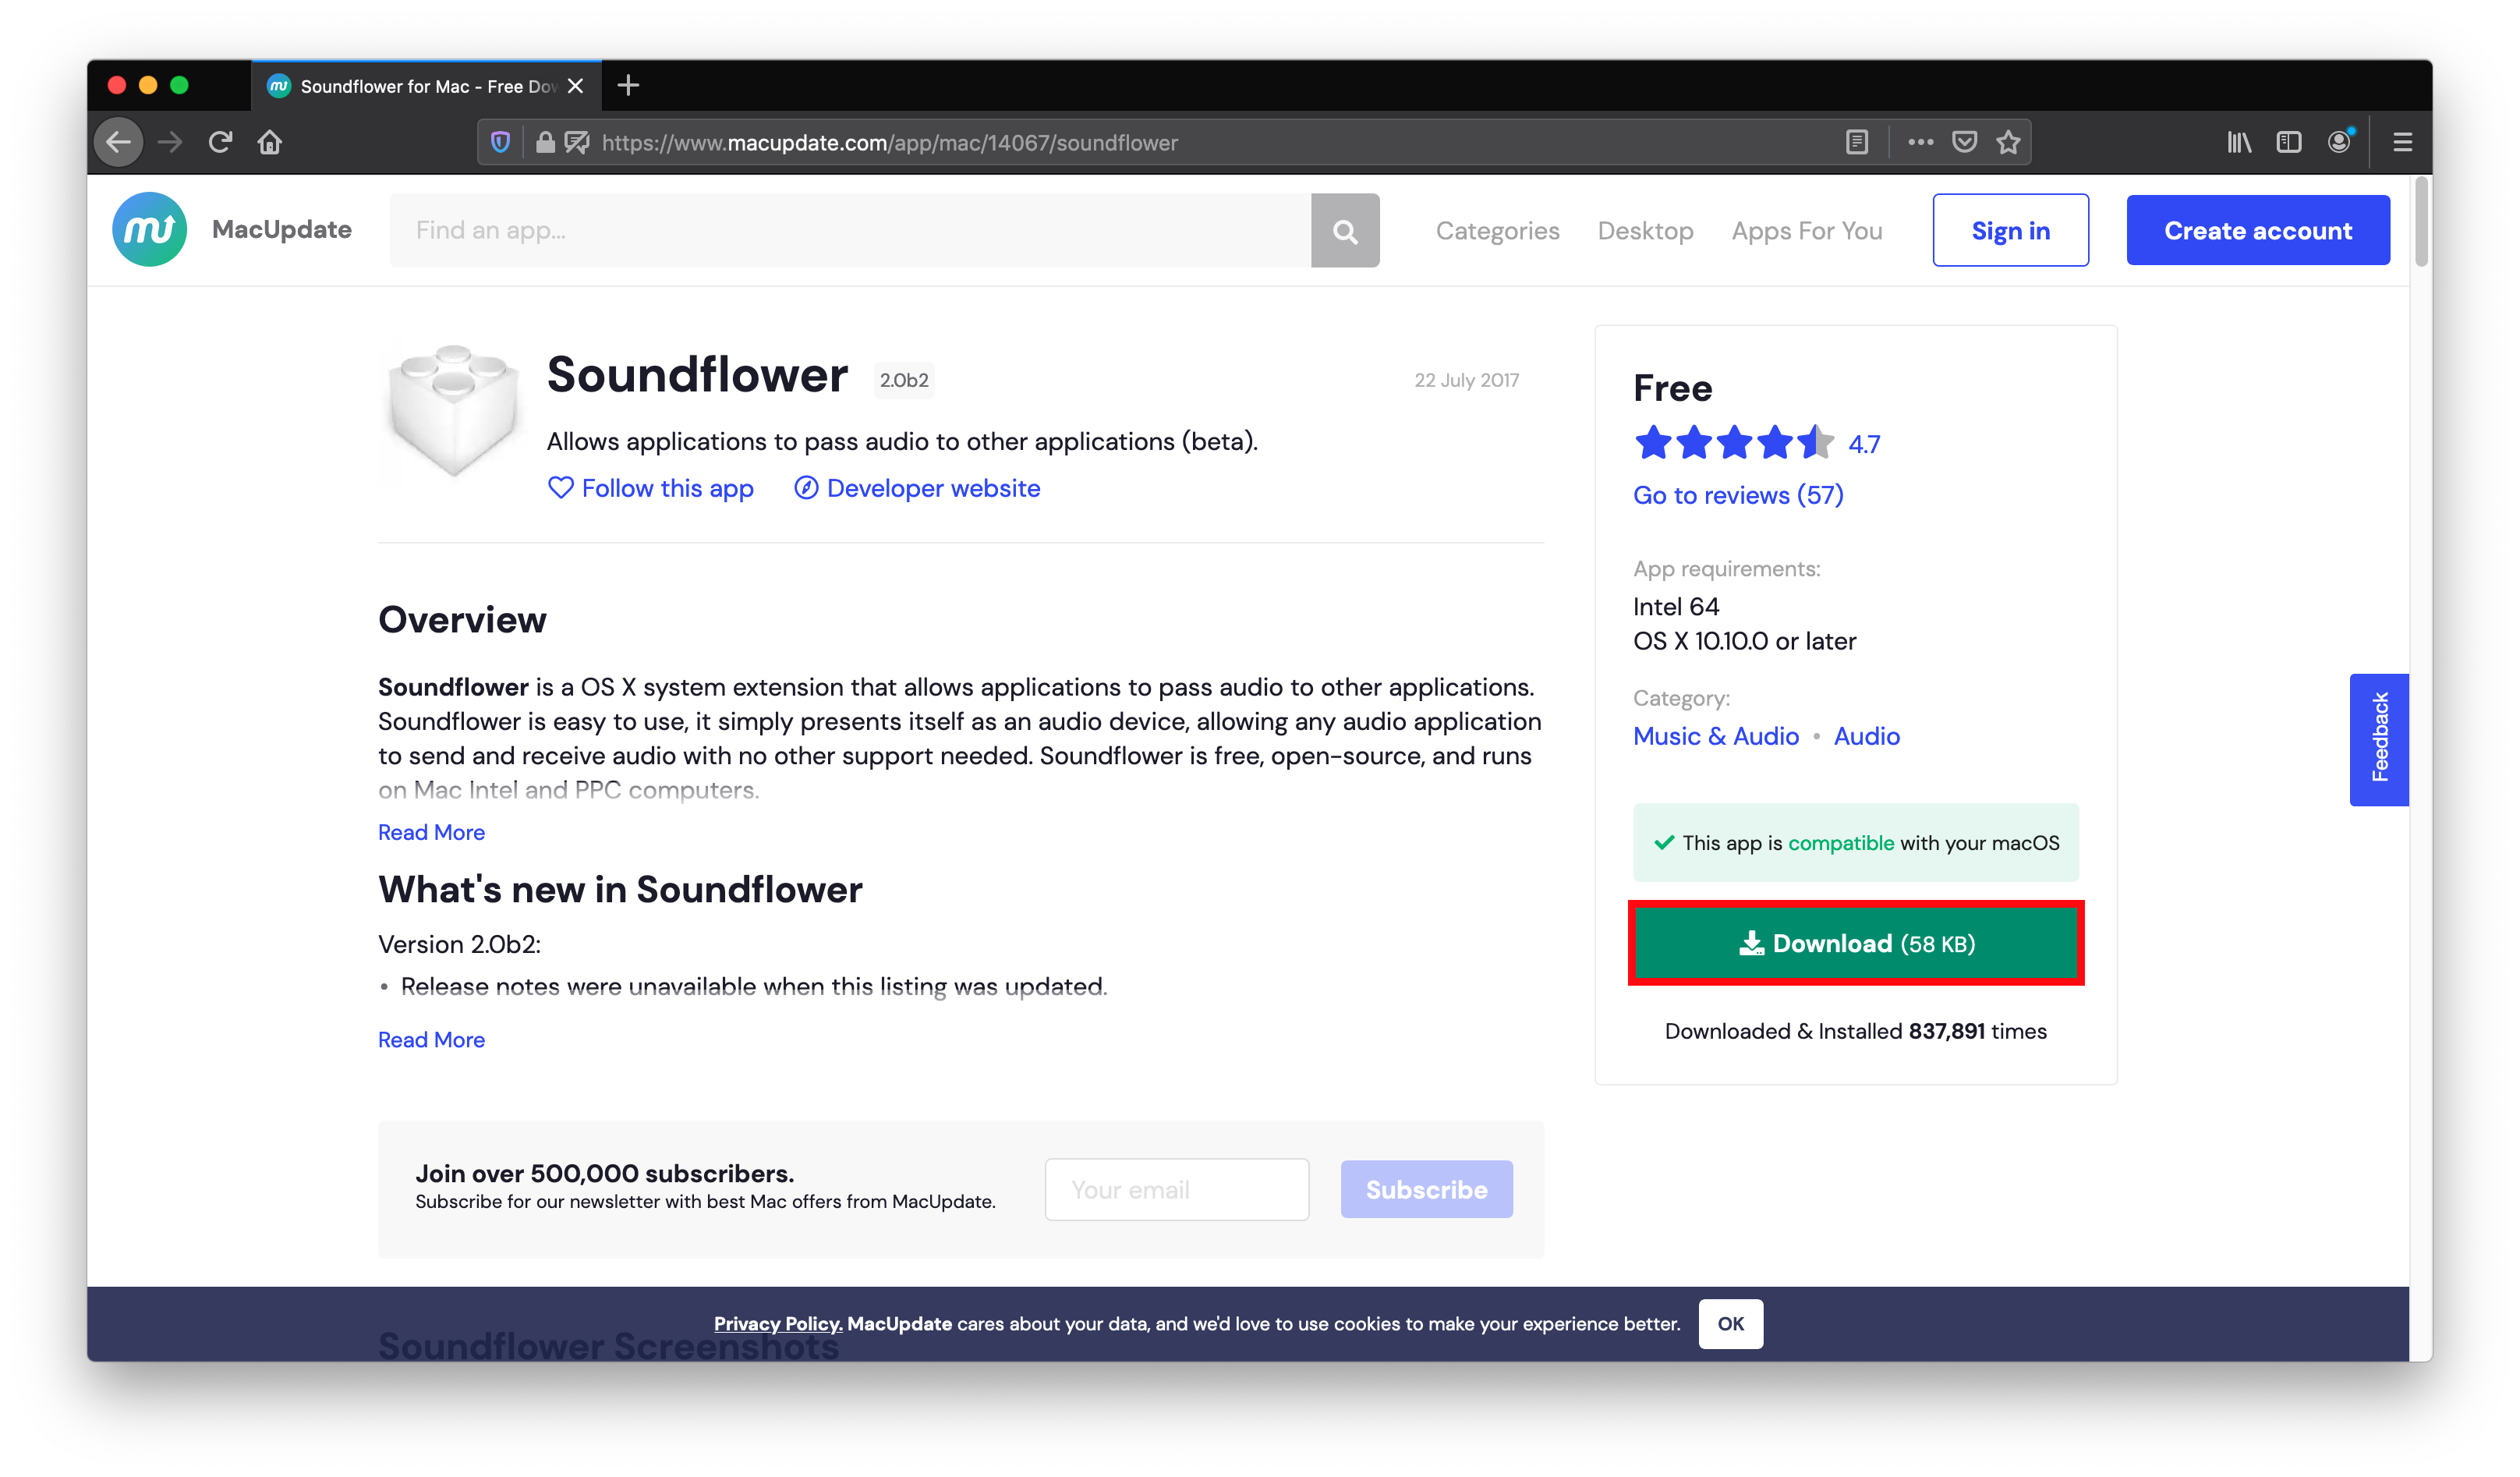 Soundflower for Mac - Free Dow
https://www.macupdate.com/app/mac/14067/soundflower
MacUpdate
Find an app...
Categories
Desktop
Apps For You
Sign in
Create account
Soundflower 2.0b2
22 July 2017
Allows applications to pass audio to other applications (beta).
Follow this app
Developer website
Overview
Soundflower is a OS X system extension that allows applications to pass audio to other applications.
Soundflower is easy to use, it simply presents itself as an audio device, allowing any audio application
to send and receive audio with no other support needed. Soundflower is free, open-source, and runs
on Mac Intel and PPC computers.
Read More
What's new in Soundflower
Version 2.0b2:
• Release notes were unavailable when this listing was updated.
Read More
Free
4.7
Go to reviews (57)
App requirements:
Intel 64
OS X 10.10.0 or later
Category:
Music & Audio • Audio
This app is compatible with your macOS
Download (58 KB)
Downloaded & Installed 837,891 times
Feedback
Join over 500,000 subscribers.
Subscribe for our newsletter with best Mac offers from MacUpdate.
Your email
Subscribe
Privacy Policy. MacUpdate cares about your data, and we'd love to use cookies to make your experience better.
OK
Soundflower Screenshots